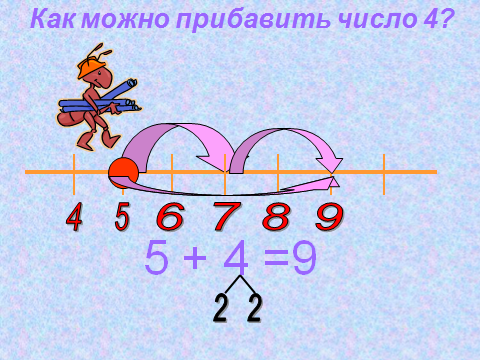 Как можно прибавить число 4?
4 5 6 7 8 9
5 + 4 =9
2 2